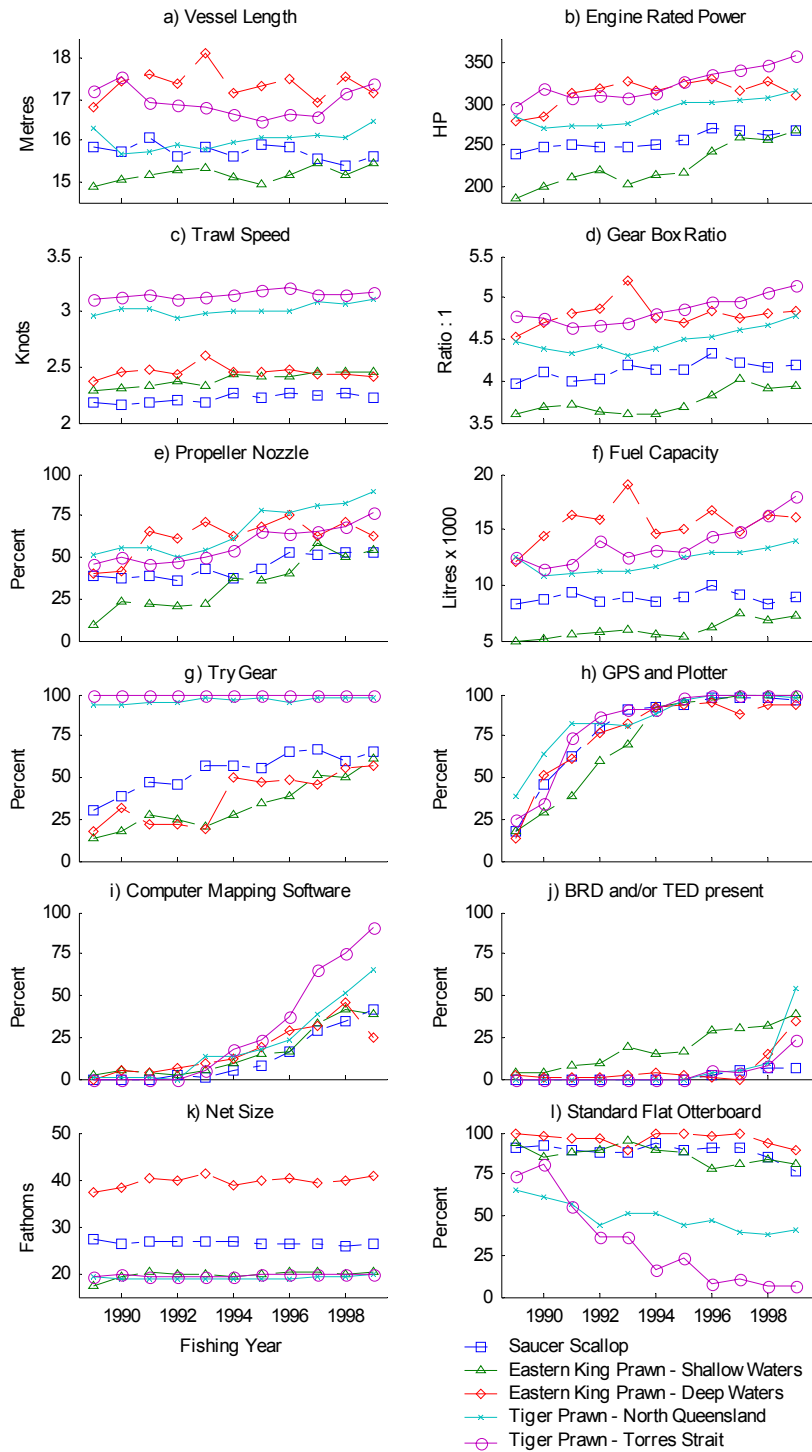 a) Vessel Length
18
17
16
15
Metres
b) Engine Rated Power
350
300
250
200
HP
c) Trawl Speed
3.5
3
2.5
2
Knots
d) Gear Box Ratio
5.5
5
4.5
4
3.5
Ratio : 1
e) Propeller Nozzle
100
75
50
25
0
Percent
f) Fuel Capacity
20
15
10
5
Litres x 1000
g) Try Gear
100
75
50
25
0
Percent
h) GPS and Plotter
100
75
50
25
0
Percent
i) Computer Mapping Software
100
75
50
25
0
Percent
j) BRD and/or TED present
100
75
50
25
0
Percent
k) Net Size
50
40
30
20
Fathoms
1990 1992 1994 1996 1998
Fishing Year
l) Standard Flat Otterboard
100
75
50
25
0
Percent
1990 1992 1994 1996 1998
Saucer Scallop
Eastern King Prawn - Shallow Waters
Eastern King Prawn - Deep Waters
Tiger Prawn - North Queensland
Tiger Prawn - Torres Strait